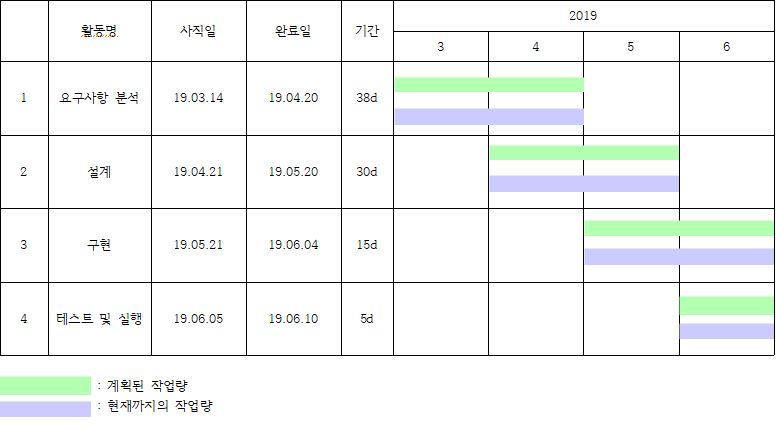 활동명 사직일 완료일 기간 2019
3 4 5 6
1 요구사항 분석 19.03.14 19.04.20 38d
2 설계 19.04.21 19.05.20 30d
3 구현 19.05.21 19.06.04 15d
4 테스트 및 실행 19.06.05 19.06.10 5d
: 계획된 작업량
: 현재까지의 작업량